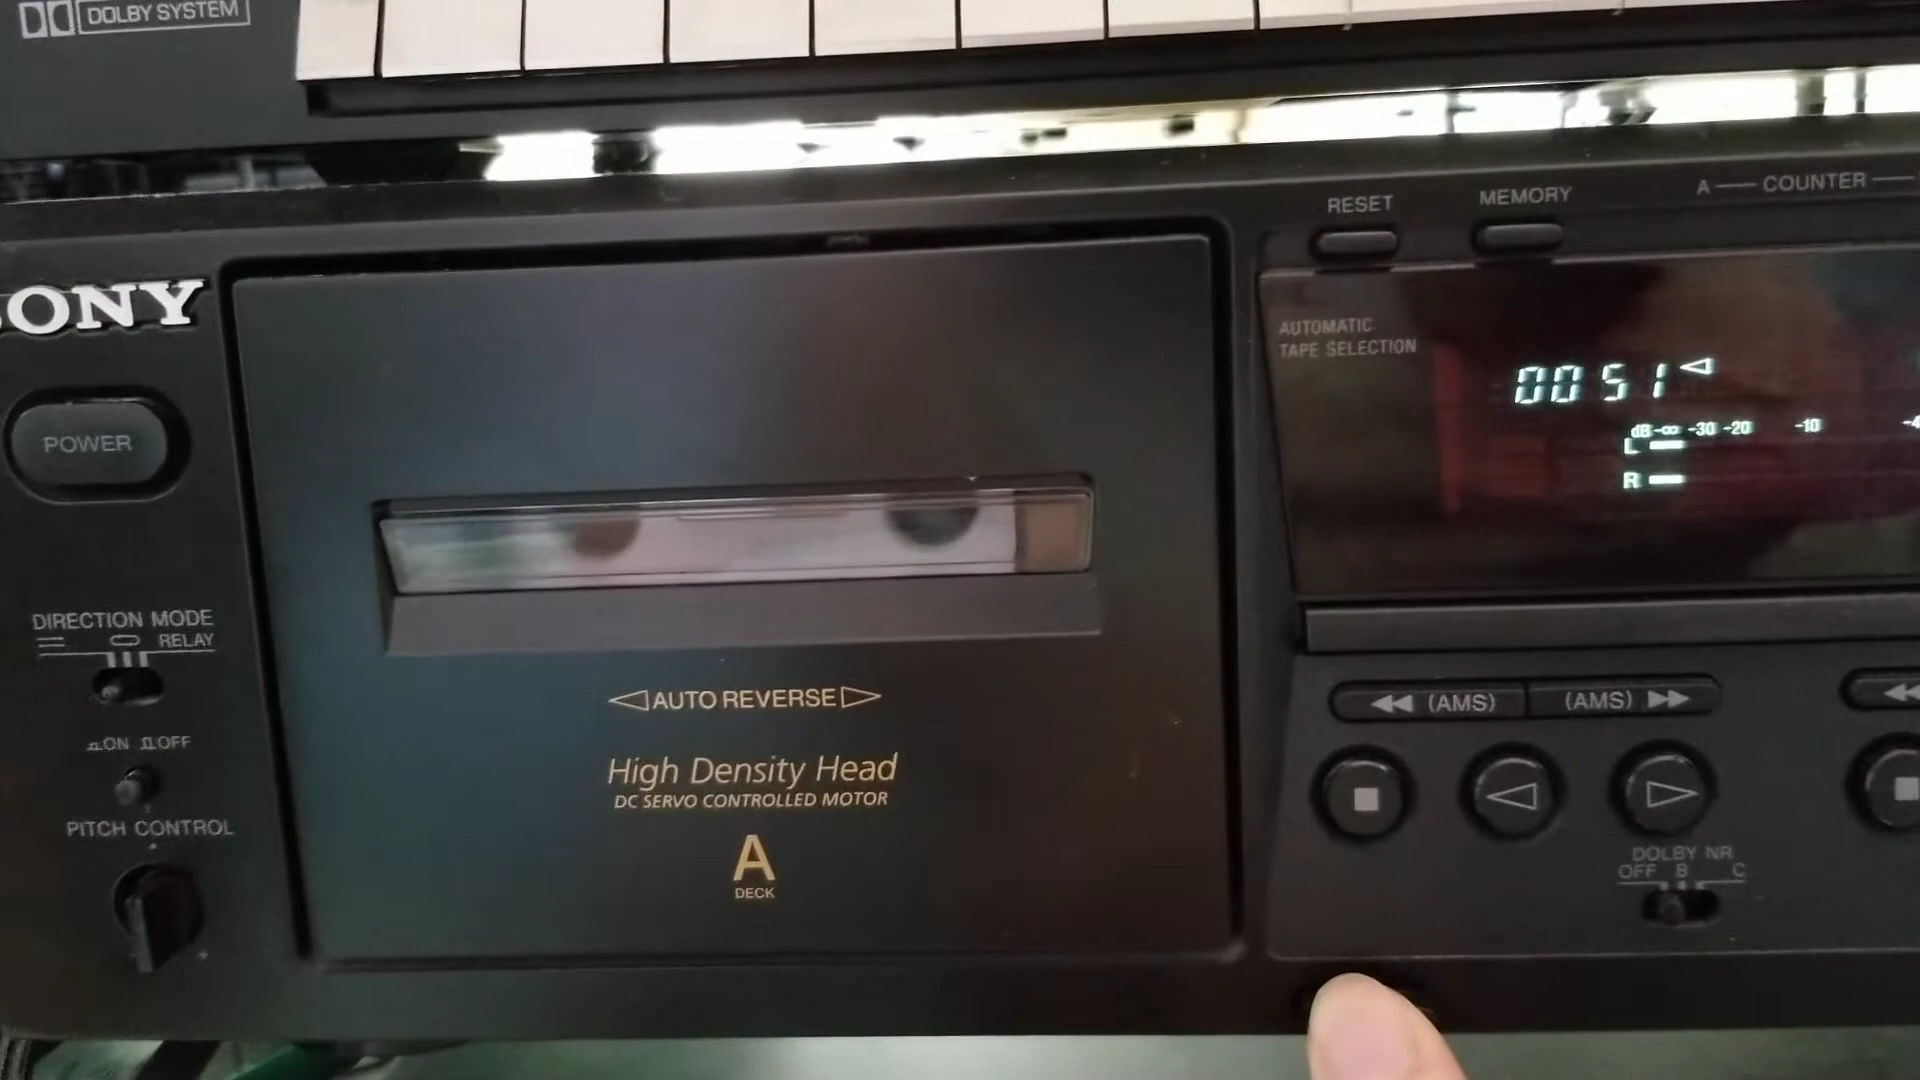 DOLBY SYSTEM
RESET
MEMORY
A
COUNTER
SONY
AUTOMATIC
TAPE SELECTION
0051
dB -∞ -30 -20 -10 -4
L
R
POWER
DIRECTION MODE
RELAY
ON OFF
PITCH CONTROL
AUTO REVERSE
High Density Head
DC SERVO CONTROLLED MOTOR
A
DECK
(AMS)
(AMS)
DOLBY NR
OFF B C